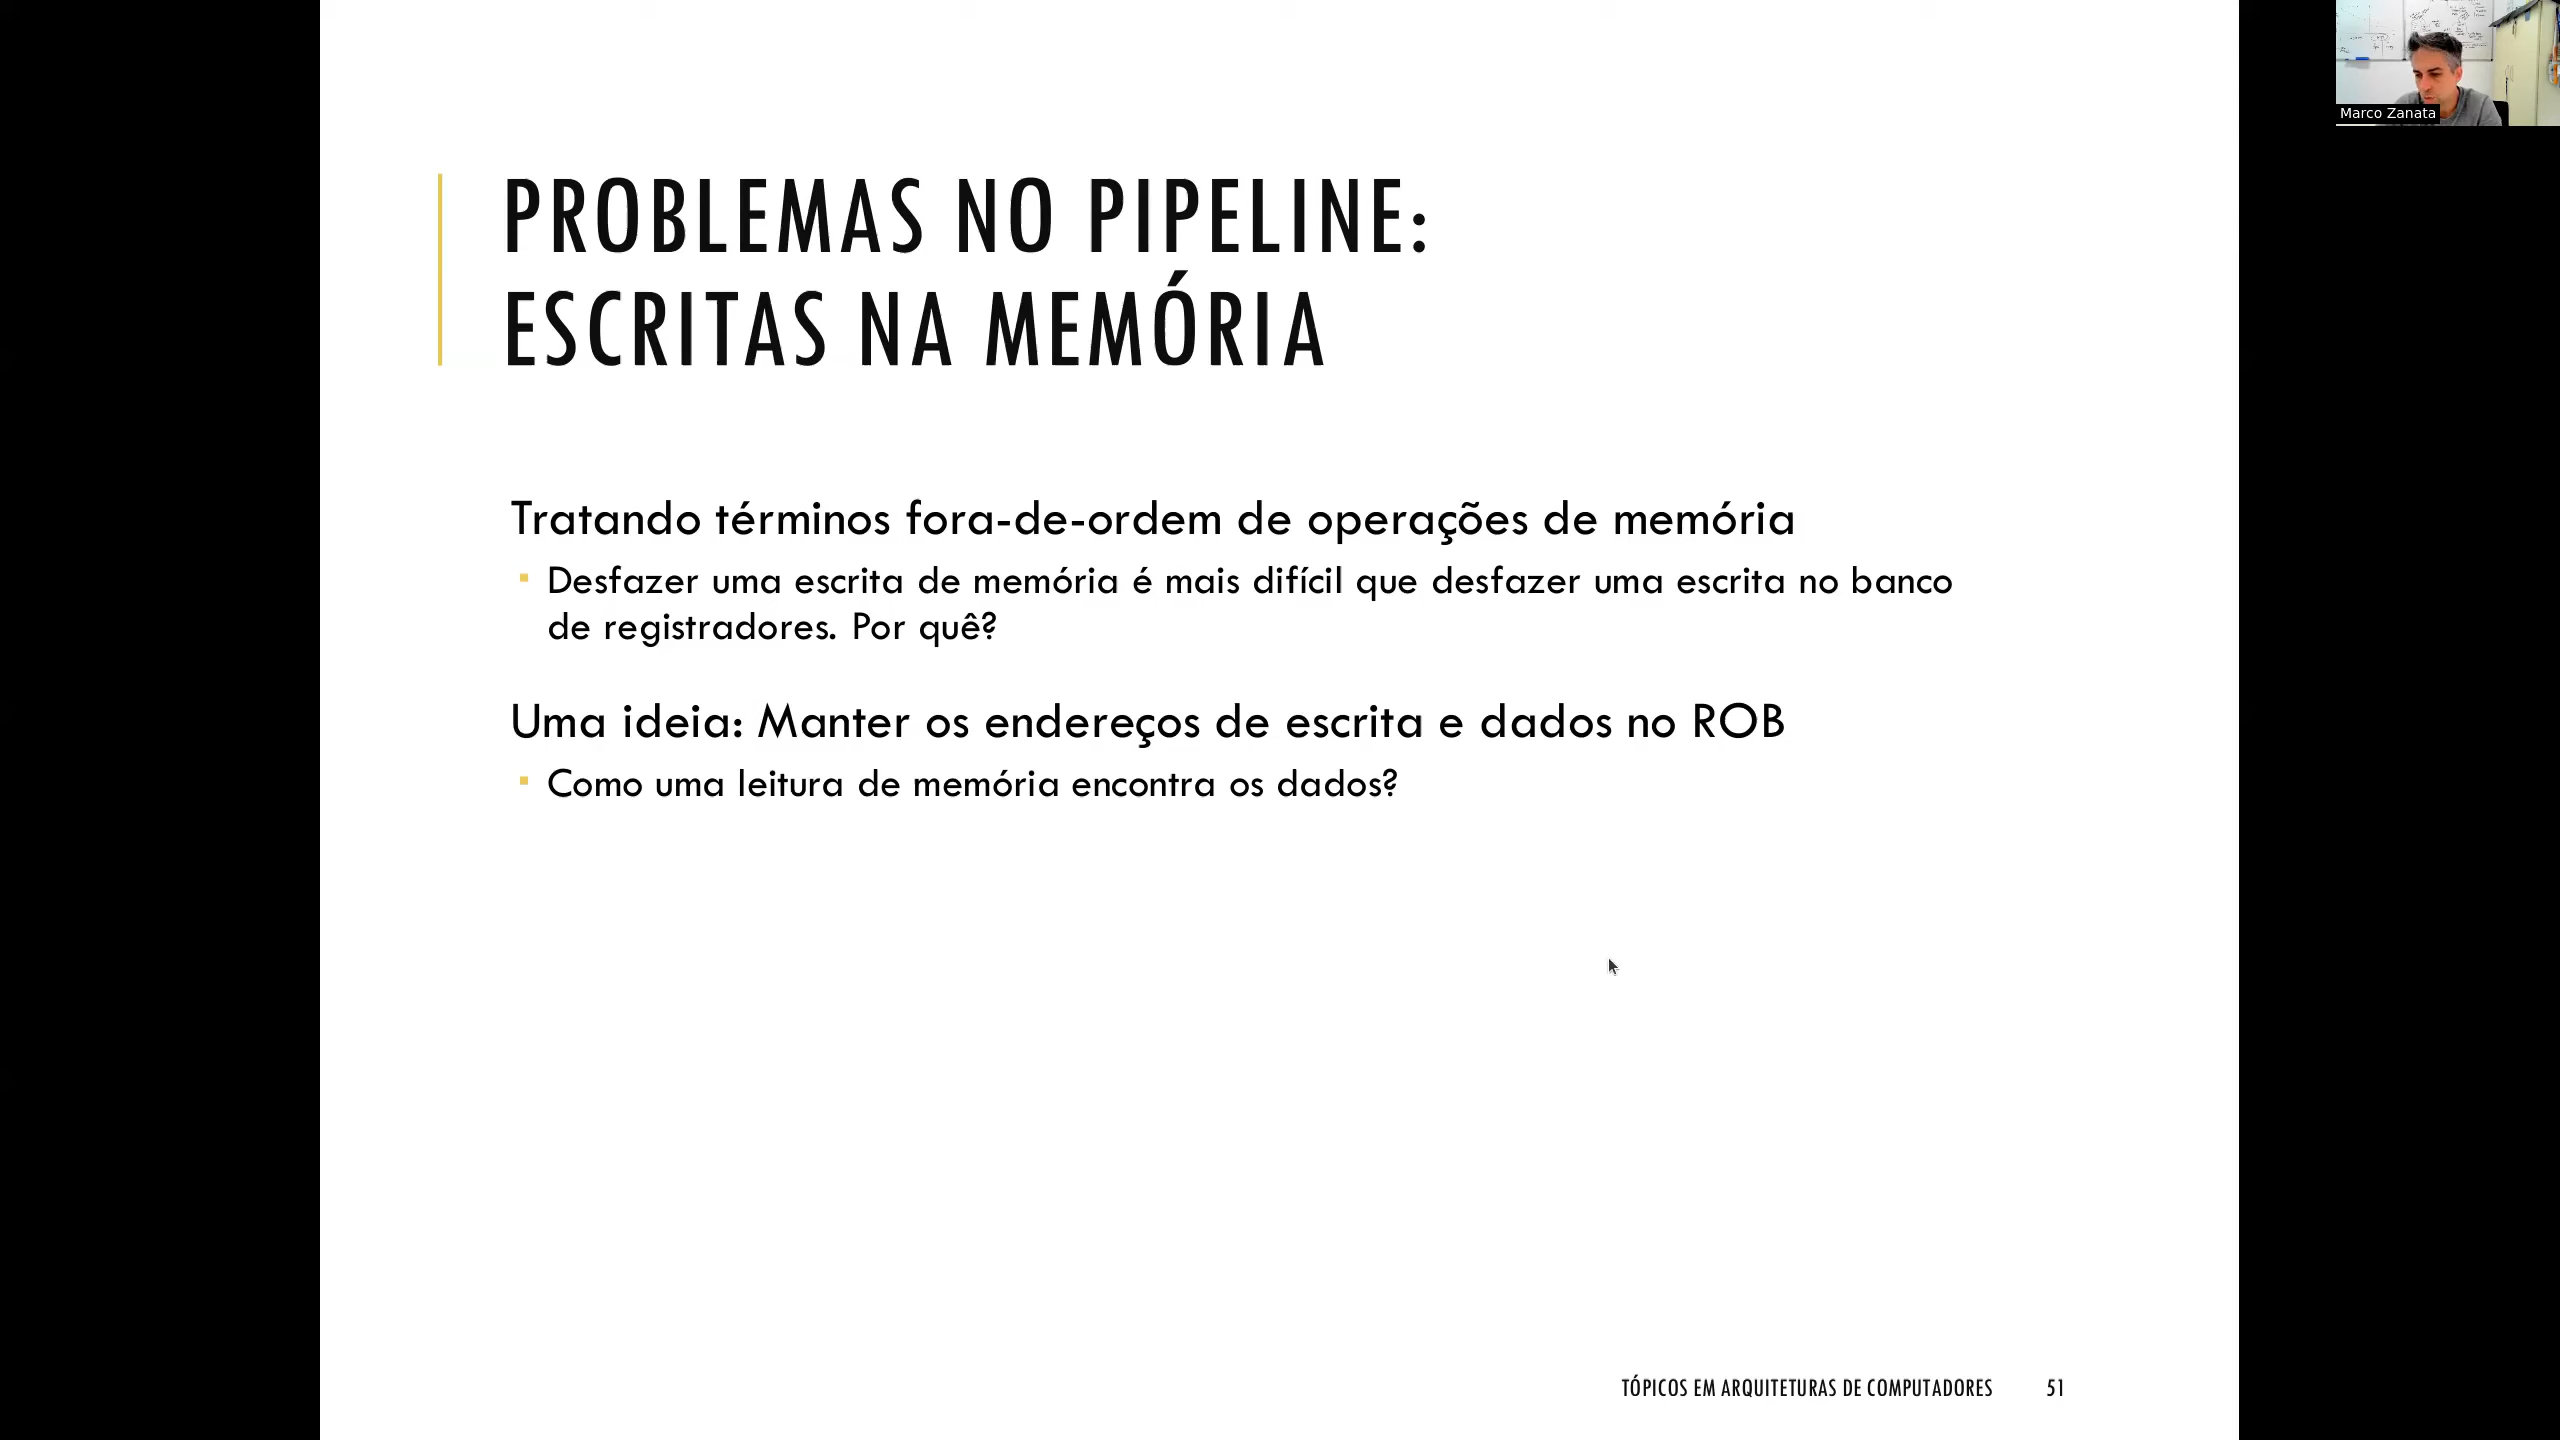 Marco Zanata
PROBLEMAS NO PIPELINE:
ESCRITAS NA MEMÓRIA
Tratando términos fora-de-ordem de operações de memória
▪ Desfazer uma escrita de memória é mais difícil que desfazer uma escrita no banco
de registradores. Por quê?
Uma ideia: Manter os endereços de escrita e dados no ROB
▪ Como uma leitura de memória encontra os dados?
TÓPICOS EM ARQUITETURAS DE COMPUTADORES 51